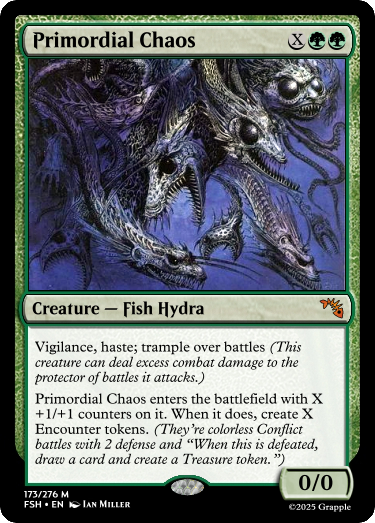 Primordial Chaos X
Creature — Fish Hydra
Vigilance, haste; trample over battles (This
creature can deal excess combat damage to the
protector of battles it attacks.)
Primordial Chaos enters the battlefield with X
+1/+1 counters on it. When it does, create X
Encounter tokens. (They're colorless Conflict
battles with 2 defense and “When this is defeated,
draw a card and create a Treasure token.”)
0/0
173/276 M
FSH • EN Ian Miller
©2025 Grapple